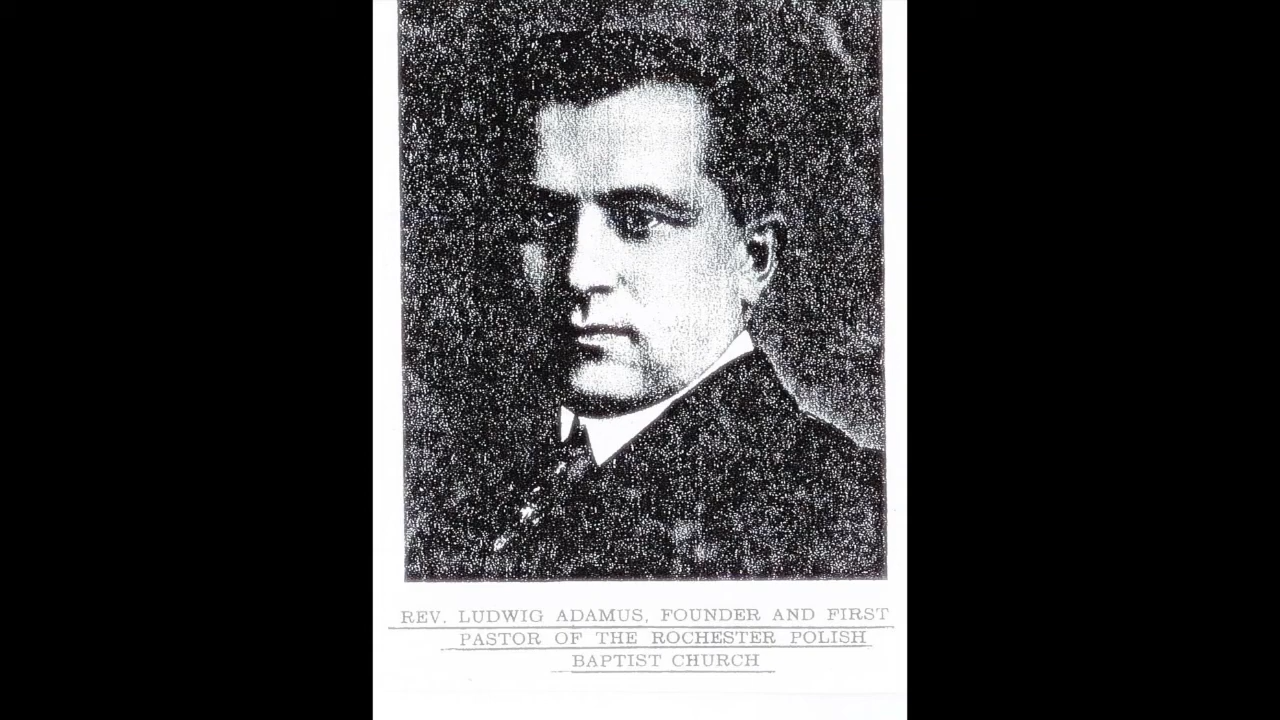 REV. LUDWIG ADAMUS, FOUNDER AND FIRST
PASTOR OF THE ROCHESTER POLISH
BAPTIST CHURCH